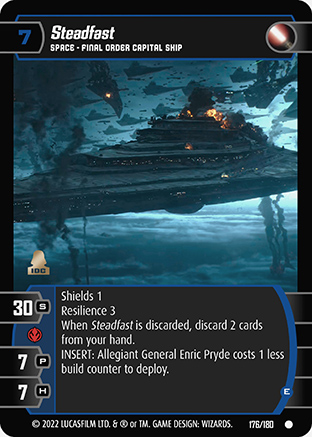 7
Steadfast
SPACE - FINAL ORDER CAPITAL SHIP
IDC
30 S
7 P
7 H
Shields 1
Resilience 3
When Steadfast is discarded, discard 2 cards
from your hand.
INSERT: Allegiant General Enric Pryde costs 1 less
build counter to deploy.
E
© 2022 LUCASFILM LTD. & ® or TM. GAME DESIGN: WIZARDS. 176/180